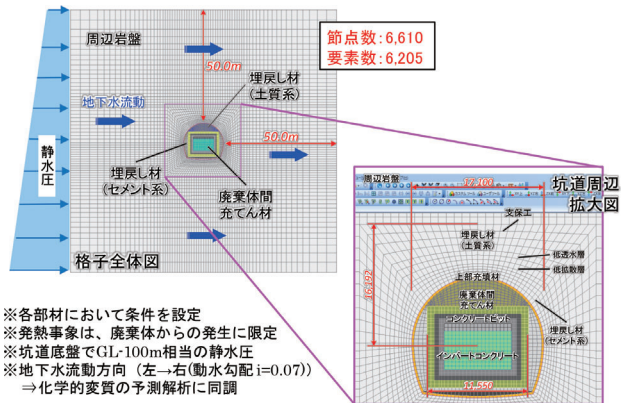 周辺岩盤
節点数:6,610
要素数:6,205
50.0m
埋戻し材
(土質系)
地下水流動
50.0m
静水圧
埋戻し材
(セメント系)
廃棄体間
充てん材
格子全体図
周辺岩盤
17,100
坑道周辺
拡大図
支保工
埋戻し材
(土質系)
低透水層
低拡散層
16,192
上部充填材
廃棄体間
充てん材
コンクリートピット
埋戻し材
(セメント系)
インバートコンクリート
11,550
※各部材において条件を設定
※発熱事象は、廃棄体からの発生に限定
※坑道底盤でGL-100m相当の静水圧
※地下水流動方向(左→右(動水勾配 i=0.07))
⇒化学的変質の予測解析に同調